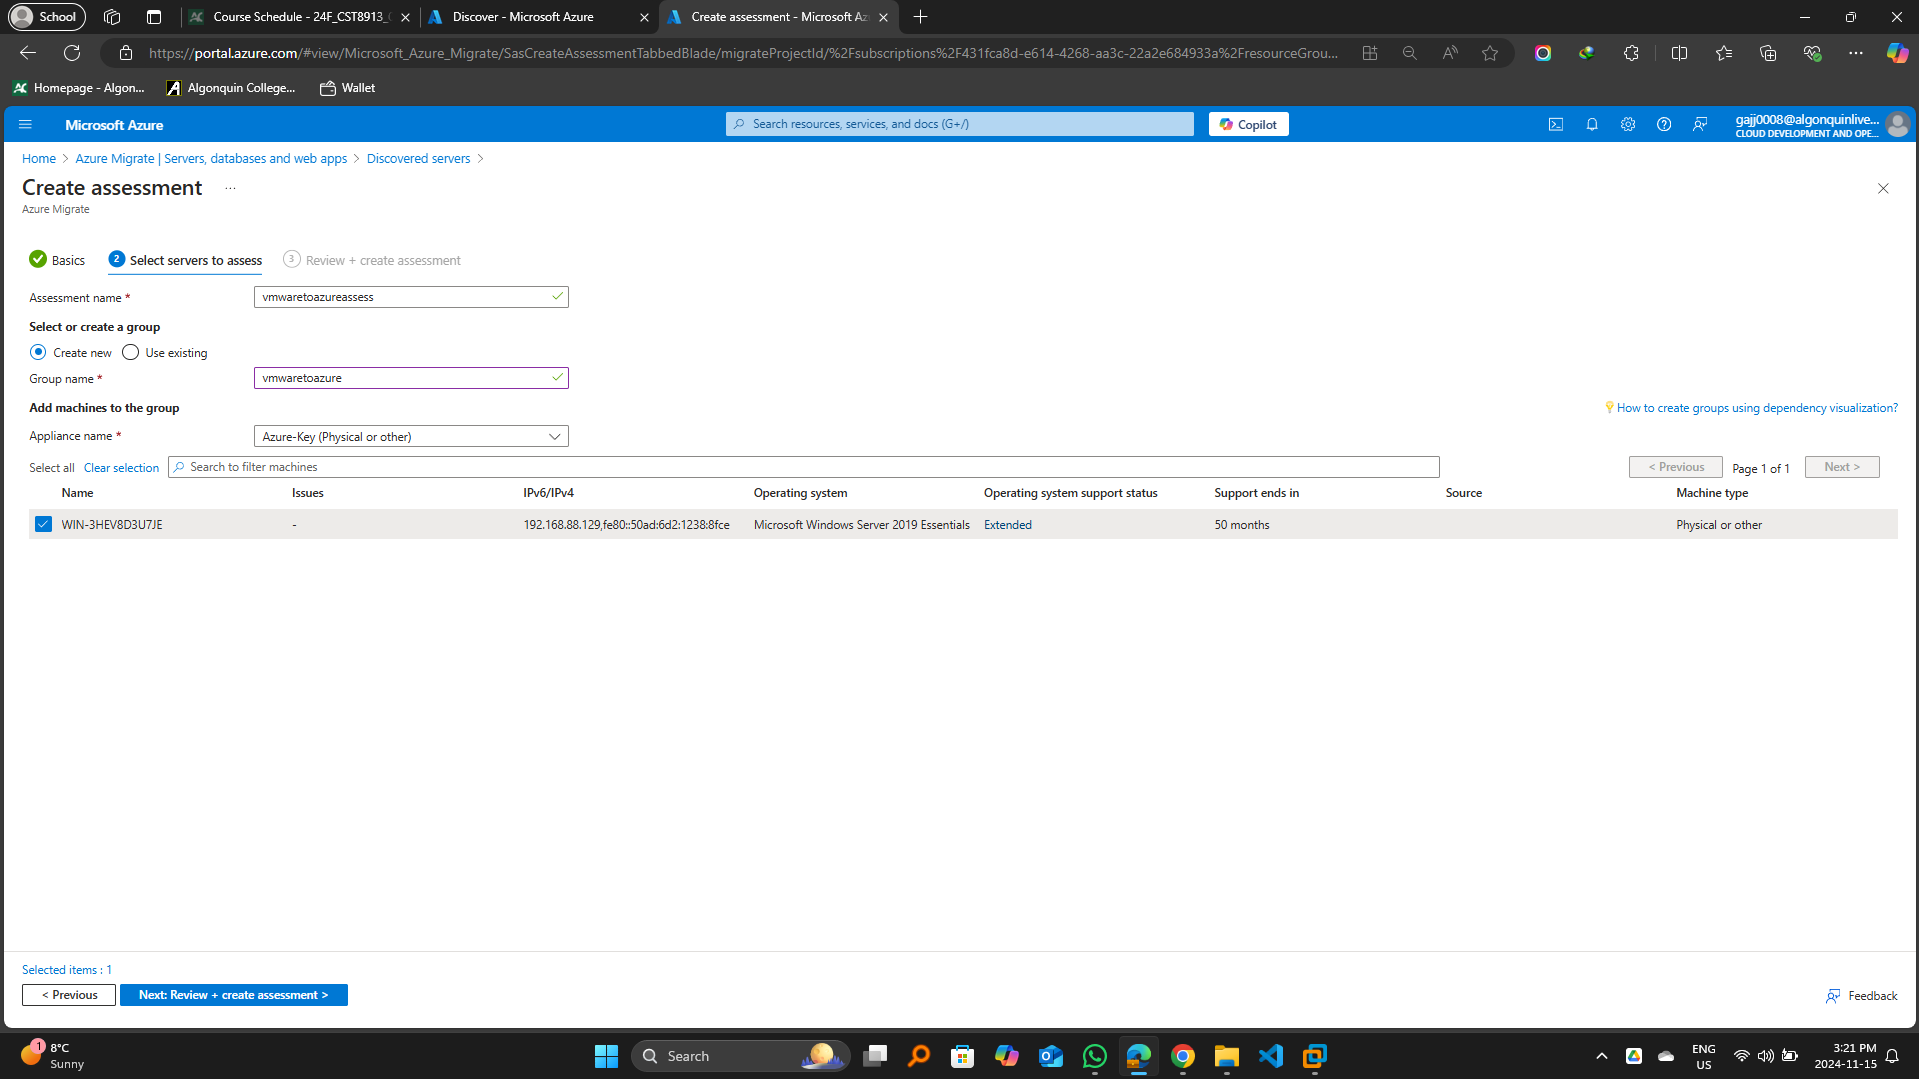 School
Course Schedule - 24F_CST8913_
Discover - Microsoft Azure
Create assessment - Microsoft Az
https://portal.azure.com/#view/Microsoft_Azure_Migrate/SasCreateAssessmentTabbedBlade/migrateProjectId/%2Fsubscriptions%2F431fca8d-e614-4268-aa3c-22a2e684933a%2FresourceGrou...
Homepage - Algon...
Algonquin College...
Wallet
Microsoft Azure
Search resources, services, and docs (G+/)
Copilot
gajj0008@algonquinlive...
CLOUD DEVELOPMENT AND OPE...
Home > Azure Migrate | Servers, databases and web apps > Discovered servers >
Create assessment ...
Azure Migrate
Basics
2 Select servers to assess
3 Review + create assessment
Assessment name * vmwaretoazureassess
Select or create a group
Create new Use existing
Group name * vmwaretoazure
Add machines to the group
How to create groups using dependency visualization?
Appliance name * Azure-Key (Physical or other)
Select all Clear selection Search to filter machines < Previous Page 1 of 1 Next >
Name Issues IPv6/IPv4 Operating system Operating system support status Support ends in Source Machine type
WIN-3HEV8D3U7JE - 192.168.88.129,fe80::50ad:6d2:1238:8fce Microsoft Windows Server 2019 Essentials Extended 50 months Physical or other
Selected items : 1
< Previous Next: Review + create assessment >
Feedback
1
8°C
Sunny
Search
ENG
US
3:21 PM
2024-11-15